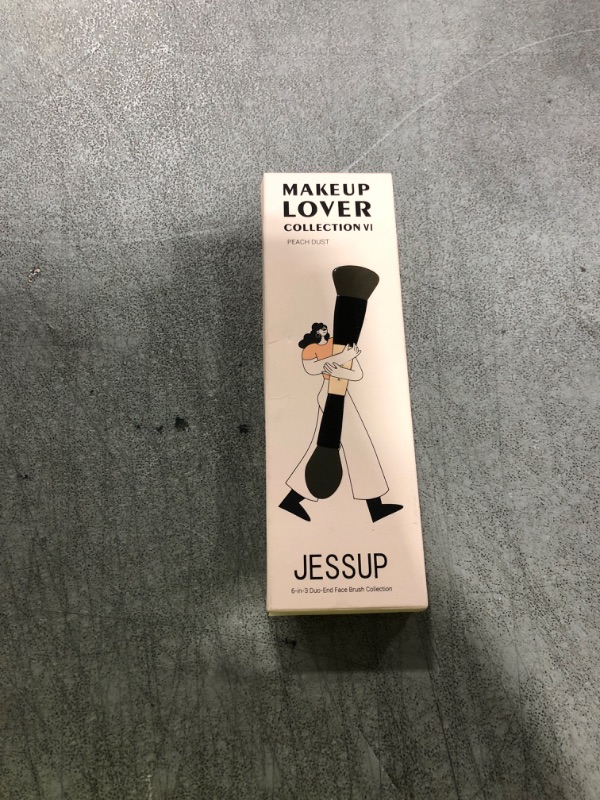 MAKEUP
LOVER
COLLECTION VI
PEACH DUST
JESSUP
6-in-3 Duo-End Face Brush Collection